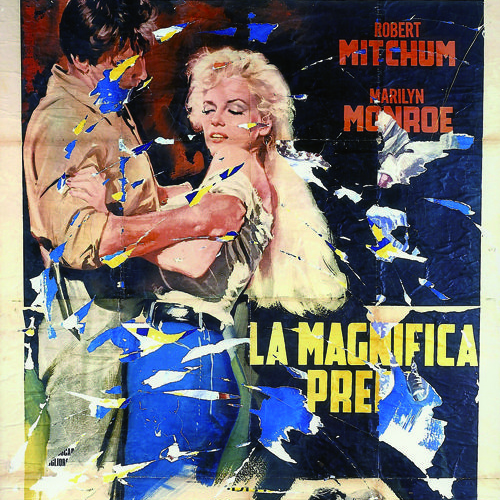 ROBERT
MITCHUM
MARILYN
MONROE
LA MAGNIFICA
PRE